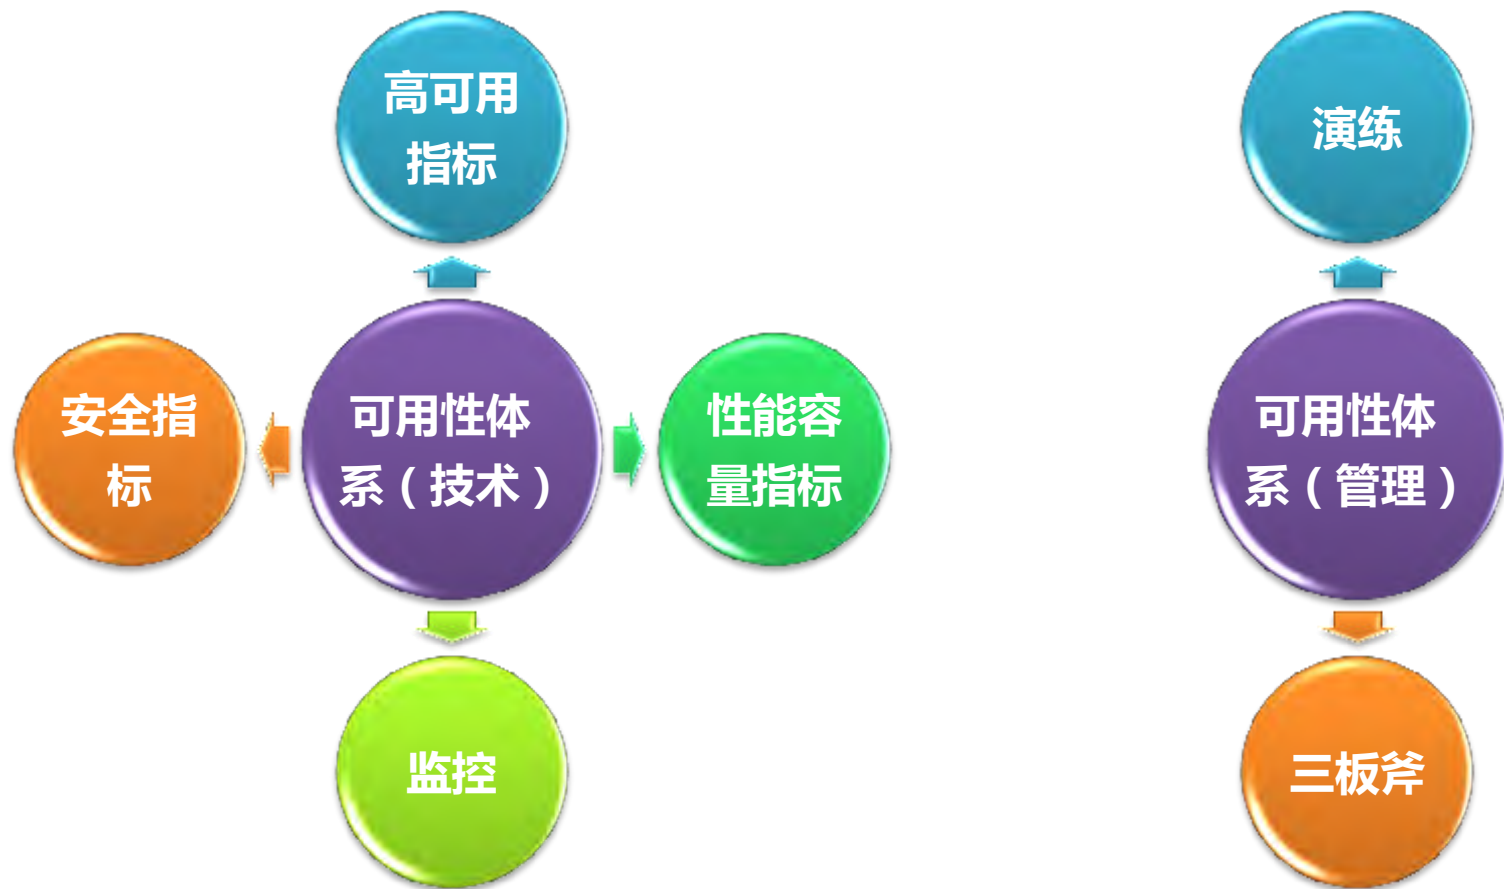 高可用
指标
安全指
标
可用性体
系（技术）
性能容
量指标
监控
演练
可用性体
系（管理）
三板斧